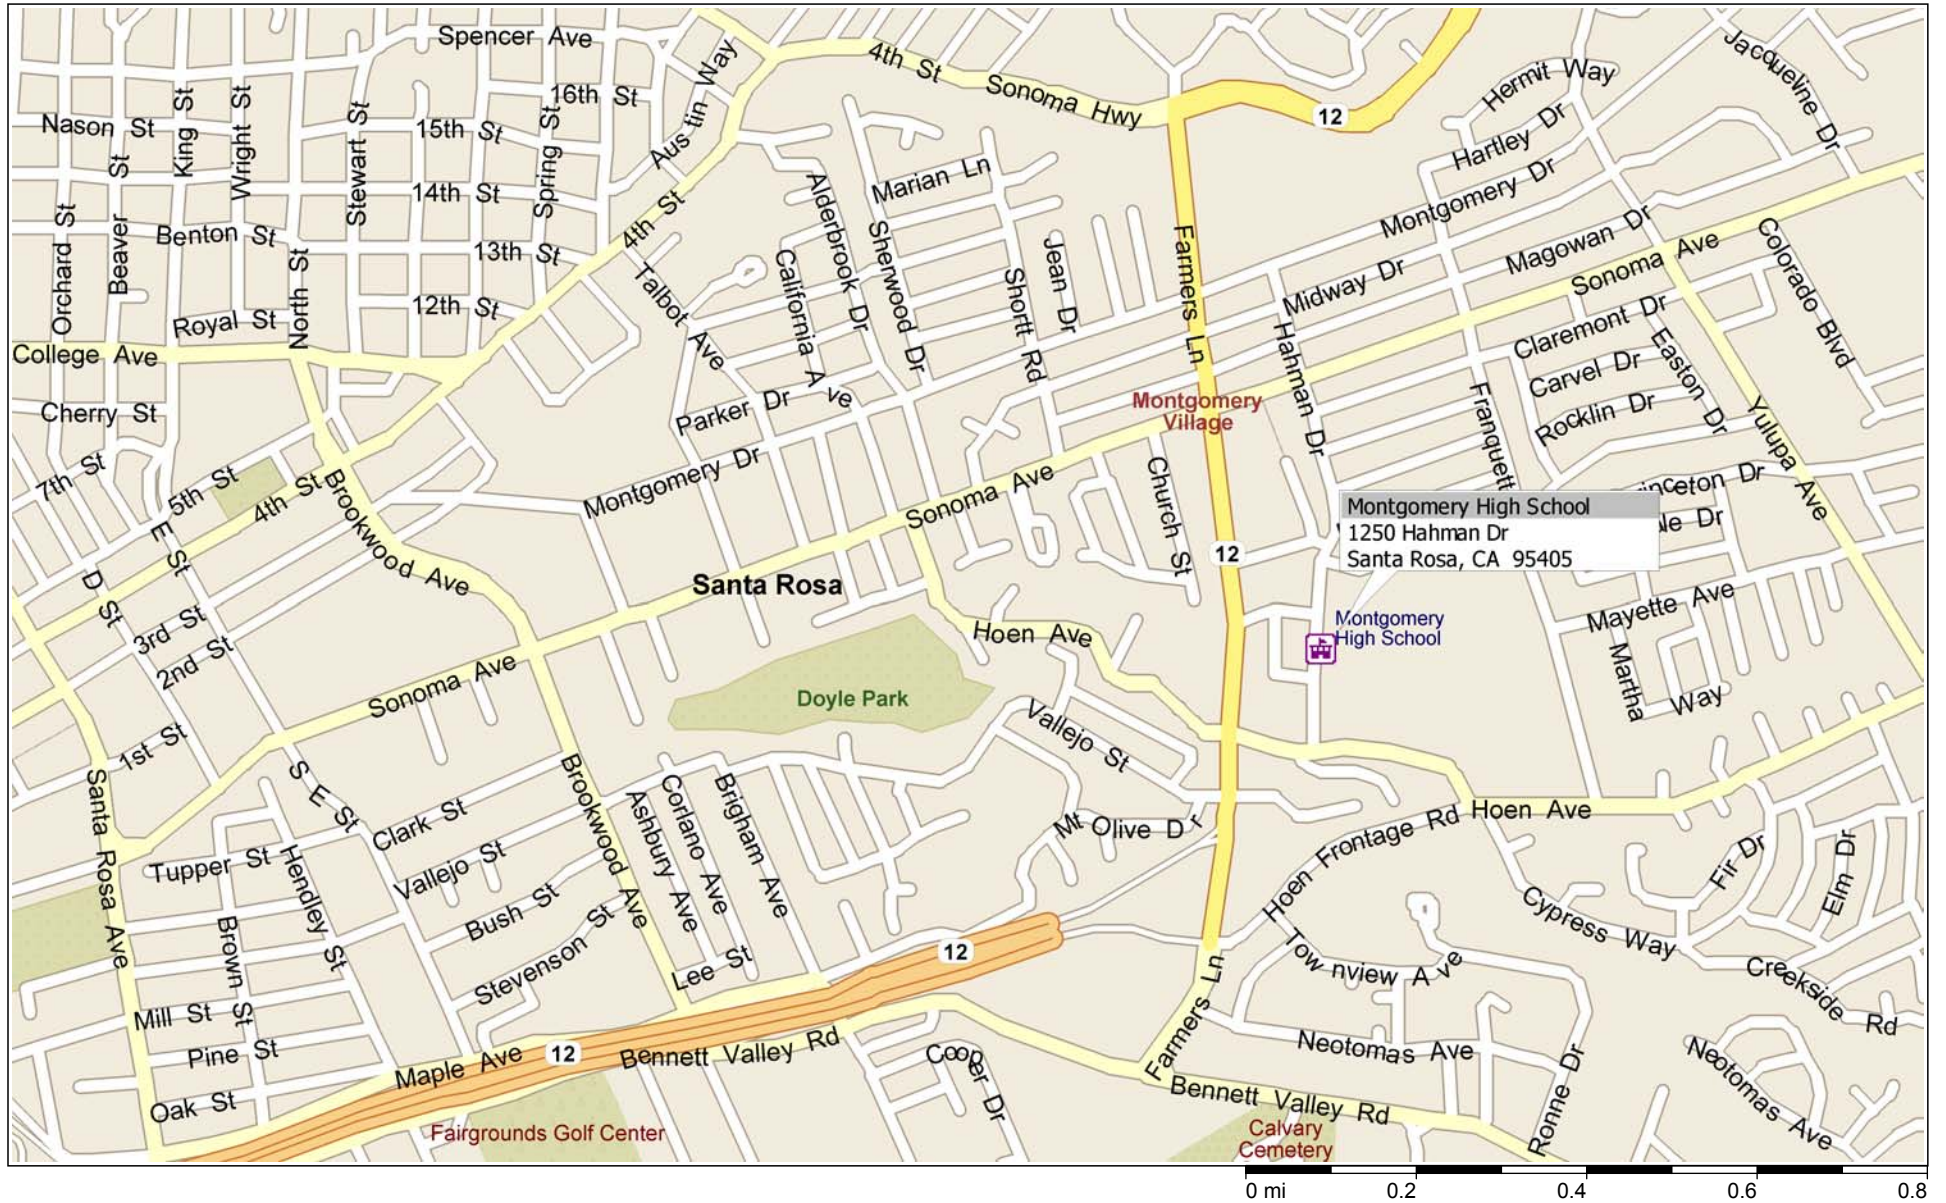 Spencer Ave
4th St
Sonoma Hwy
12
Hermit Way
Jacqueline Dr
16th St
Austin Way
Nason St
King St
Wright St
Stewart St
15th St
Spring St
Hartley Dr
Marian Ln
Montgomery Dr
Beaver St
14th St
Alderbrook Dr
Orchard St
Benton St
13th St
4th St
Sherwood Dr
Farmers Ln
Magowan Dr
Sonoma Ave
Colorado Blvd
North St
Talbot Ave
California Ave
Shortt Rd
Jean Dr
Midway Dr
12th St
Royal St
College Ave
Hahman Dr
Claremont Dr
Easton Dr
Carvel Dr
Rocklin Dr
Franquett
Yulupa Ave
Cherry St
Parker Dr
Montgomery
Village
7th St
5th St
4th St
Brookwood Ave
Montgomery Dr
Sonoma Ave
Church St
Montgomery High School
1250 Hahman Dr
Santa Rosa, CA 95405
inceton Dr
le Dr
E St
D St
12
Santa Rosa
Mayette Ave
3rd St
2nd St
Hoen Ave
Montgomery
High School
Martha Way
Sonoma Ave
Doyle Park
1st St
Vallejo St
Santa Rosa Ave
S E St
Brookwood Ave
Ashbury Ave
Corlano Ave
Brigham Ave
Clark St
Mt Olive Dr
Hoen Frontage Rd
Hoen Ave
Tupper St
Hendley St
Vallejo St
Fir Dr
Elm Dr
Bush St
Cypress Way
Brown St
Stevenson St
Lee St
12
Townview Ave
Creekside Rd
Mill St
Farmers Ln
Pine St
Maple Ave
12
Bennett Valley Rd
Cooper Dr
Neotomas Ave
Neotomas Ave
Ronne Dr
Oak St
Bennett Valley Rd
Fairgrounds Golf Center
Calvary
Cemetery
0 mi 0.2 0.4 0.6 0.8